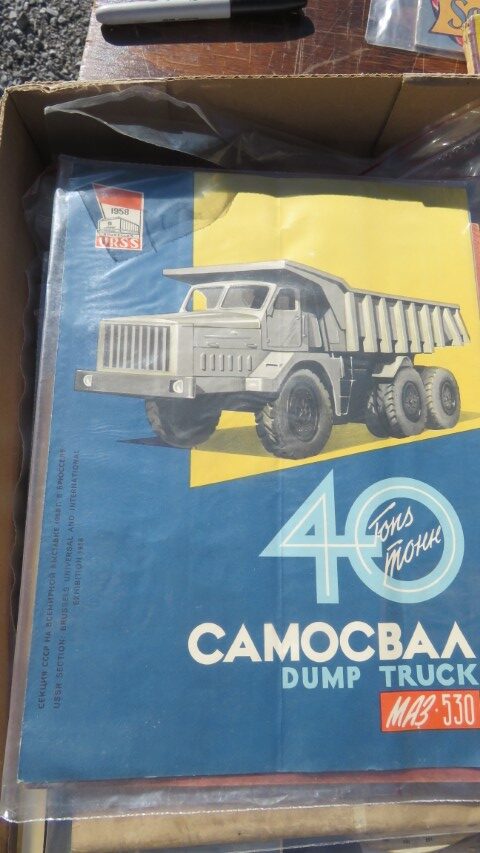 1958
URSS
40
Tons
тонн
САМОСВАЛ
DUMP TRUCK
МАЗ·530
СЕКЦИЯ СССР НА ВСЕМИРНОЙ ВЫСТАВКЕ 1958 Г. В БРЮССЕЛЕ
USSR SECTION: BRUSSELS UNIVERSAL AND INTERNATIONAL
EXHIBITION 1958